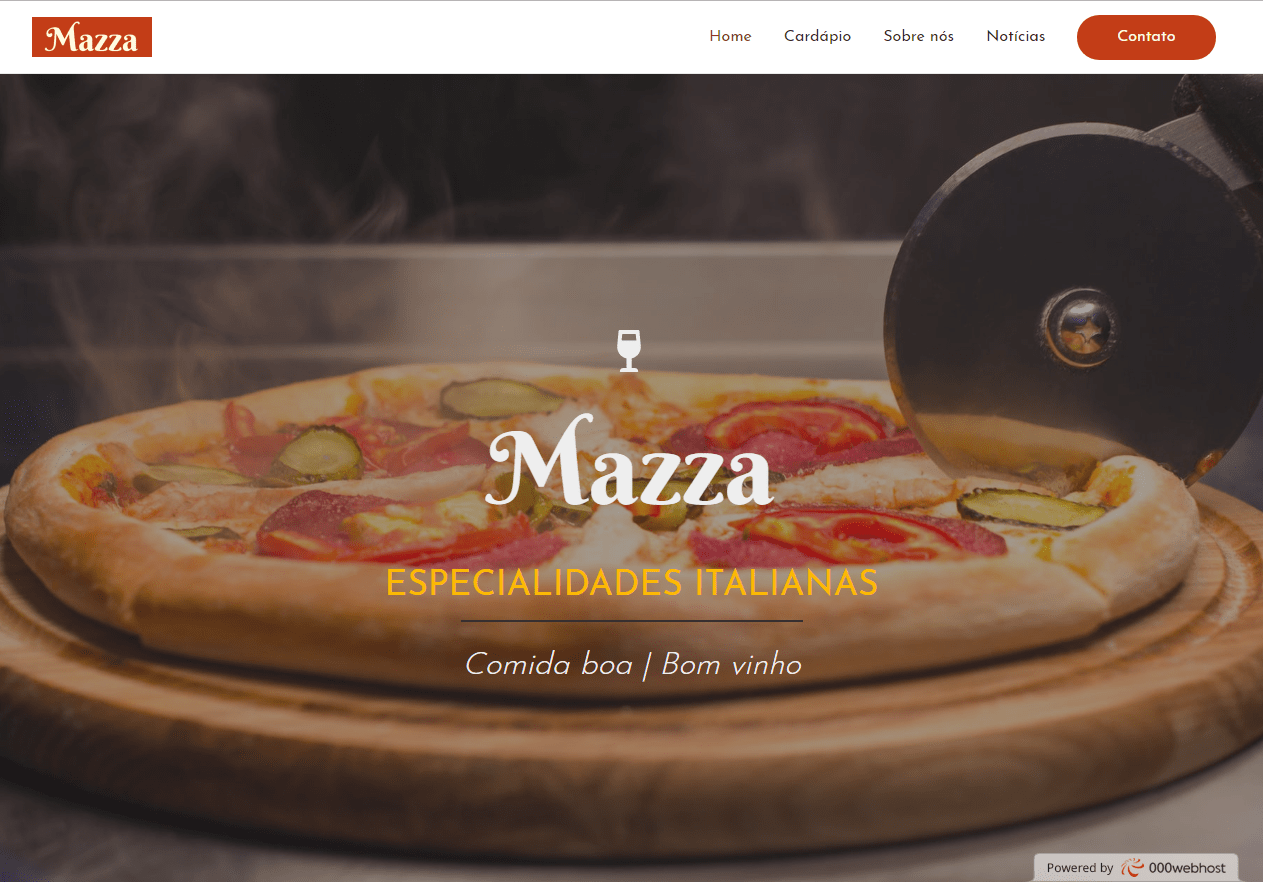 Mazza
Home Cardápio Sobre nós Notícias Contato
Mazza
ESPECIALIDADES ITALIANAS
Comida boa | Bom vinho
Powered by 000webhost